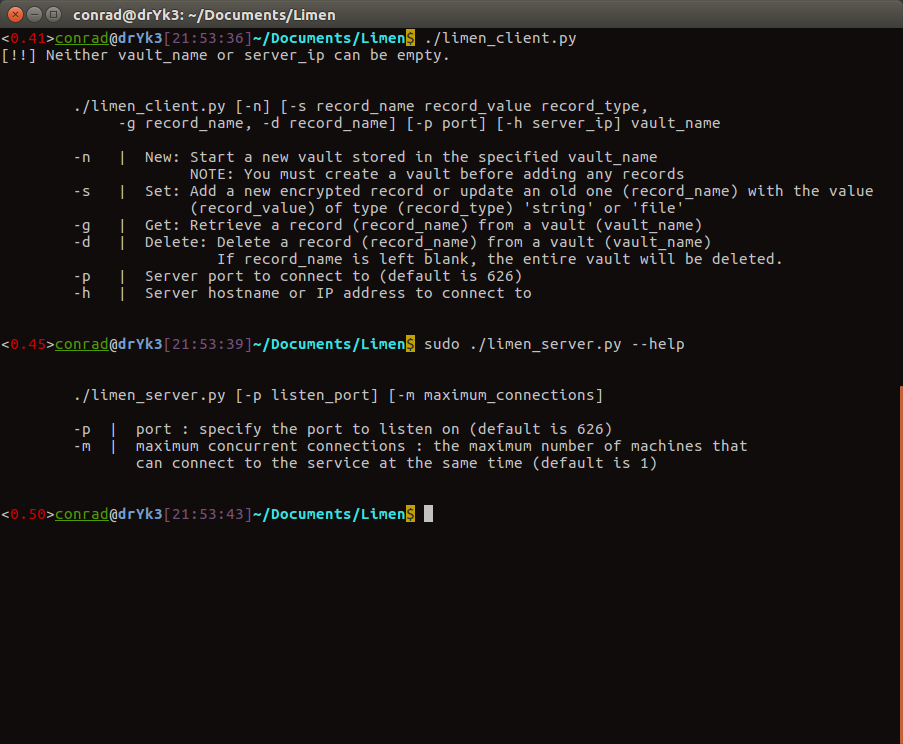 conrad@drYk3: ~/Documents/Limen
<0.41>conrad@drYk3[21:53:36]~/Documents/Limen$ ./limen_client.py
[!!] Neither vault_name or server_ip can be empty.
./limen_client.py [-n] [-s record_name record_value record_type,
-g record_name, -d record_name] [-p port] [-h server_ip] vault_name
-n | New: Start a new vault stored in the specified vault_name
NOTE: You must create a vault before adding any records
-s | Set: Add a new encrypted record or update an old one (record_name) with the value
(record_value) of type (record_type) 'string' or 'file'
-g | Get: Retrieve a record (record_name) from a vault (vault_name)
-d | Delete: Delete a record (record_name) from a vault (vault_name)
If record_name is left blank, the entire vault will be deleted.
-p | Server port to connect to (default is 626)
-h | Server hostname or IP address to connect to
<0.45>conrad@drYk3[21:53:39]~/Documents/Limen$ sudo ./limen_server.py --help
./limen_server.py [-p listen_port] [-m maximum_connections]
-p | port : specify the port to listen on (default is 626)
-m | maximum concurrent connections : the maximum number of machines that
can connect to the service at the same time (default is 1)
<0.50>conrad@drYk3[21:53:43]~/Documents/Limen$